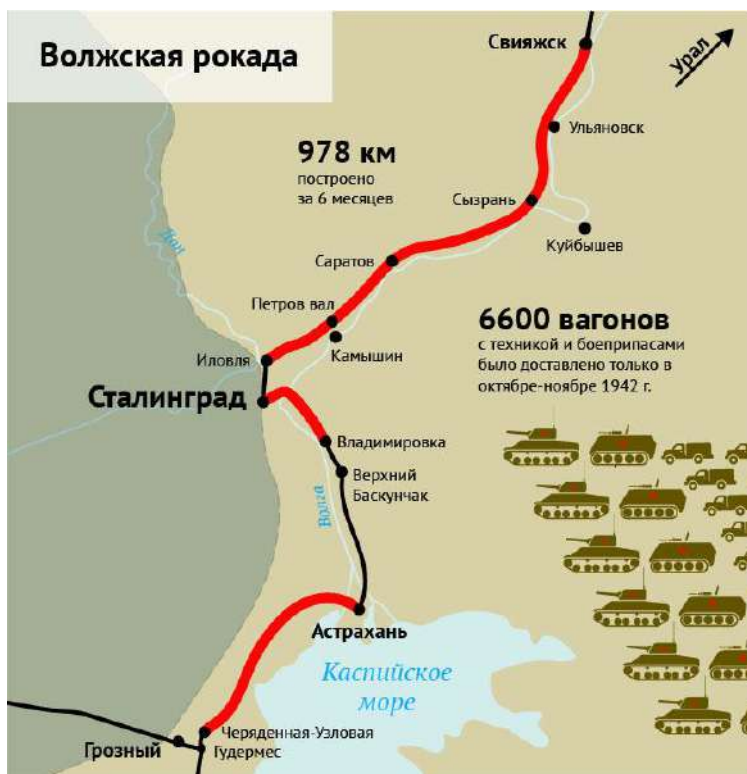 Волжская рокада
Свияжск
Урал
Ульяновск
978 км
построено
за 6 месяцев
Сызрань
Куйбышев
Дон
Саратов
Петров вал
6600 вагонов
с техникой и боеприпасами
было доставлено только в
октябре-ноябре 1942 г.
Камышин
Иловля
Сталинград
Владимировка
Верхний
Баскунчак
Волга
Астрахань
Каспийское
море
Черяденная-Узловая
Грозный
Гудермес